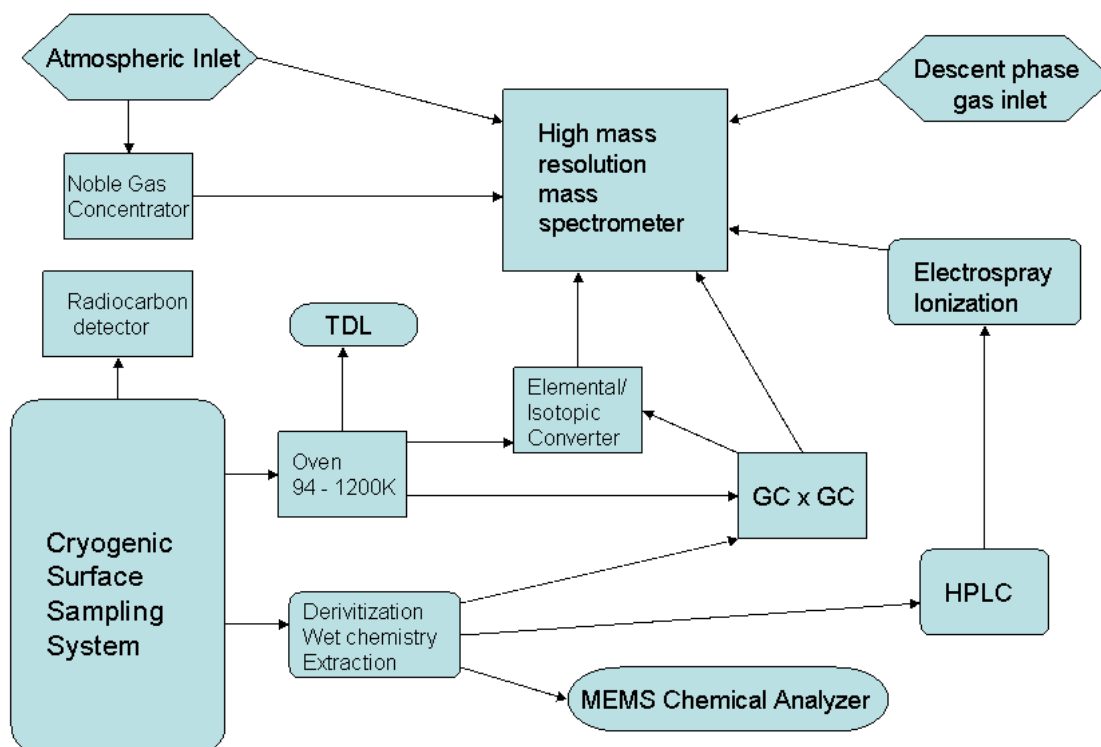 Atmospheric Inlet
Descent phase
gas inlet
High mass
resolution
mass
spectrometer
Noble Gas
Concentrator
Electrospray
Ionization
Radiocarbon
detector
TDL
Elemental/
Isotopic
Converter
Oven
94 - 1200K
GC x GC
Cryogenic
Surface
Sampling
System
HPLC
Derivitization
Wet chemistry
Extraction
MEMS Chemical Analyzer